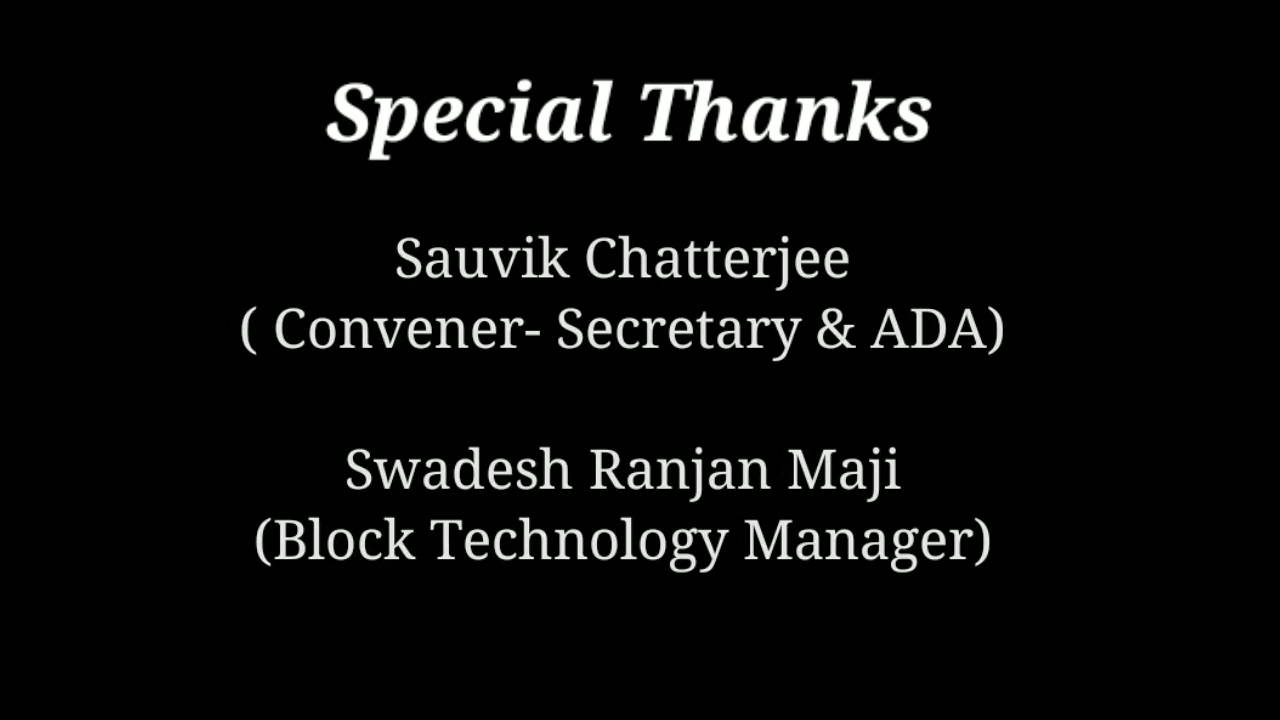 Special Thanks
Sauvik Chatterjee
( Convener- Secretary & ADA)
Swadesh Ranjan Maji
(Block Technology Manager)